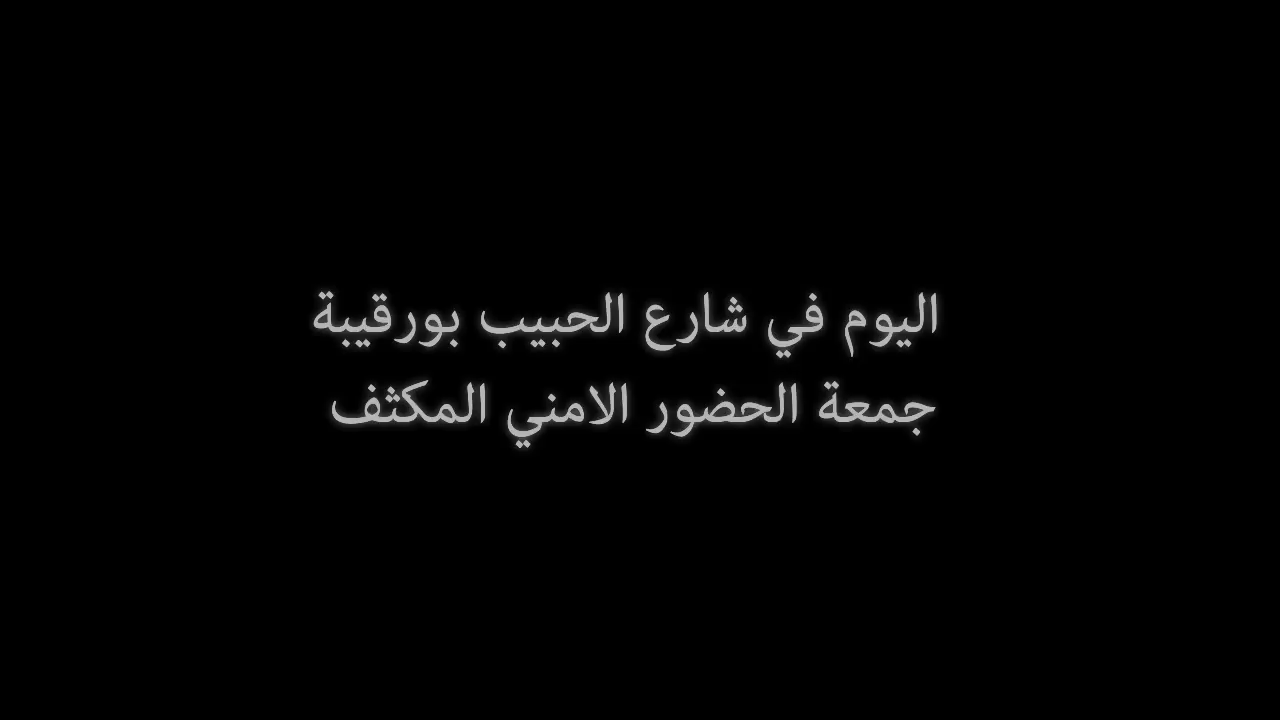 اليوم في شارع الحبيب بورقيبة
جمعة الحضور الامني المكثف